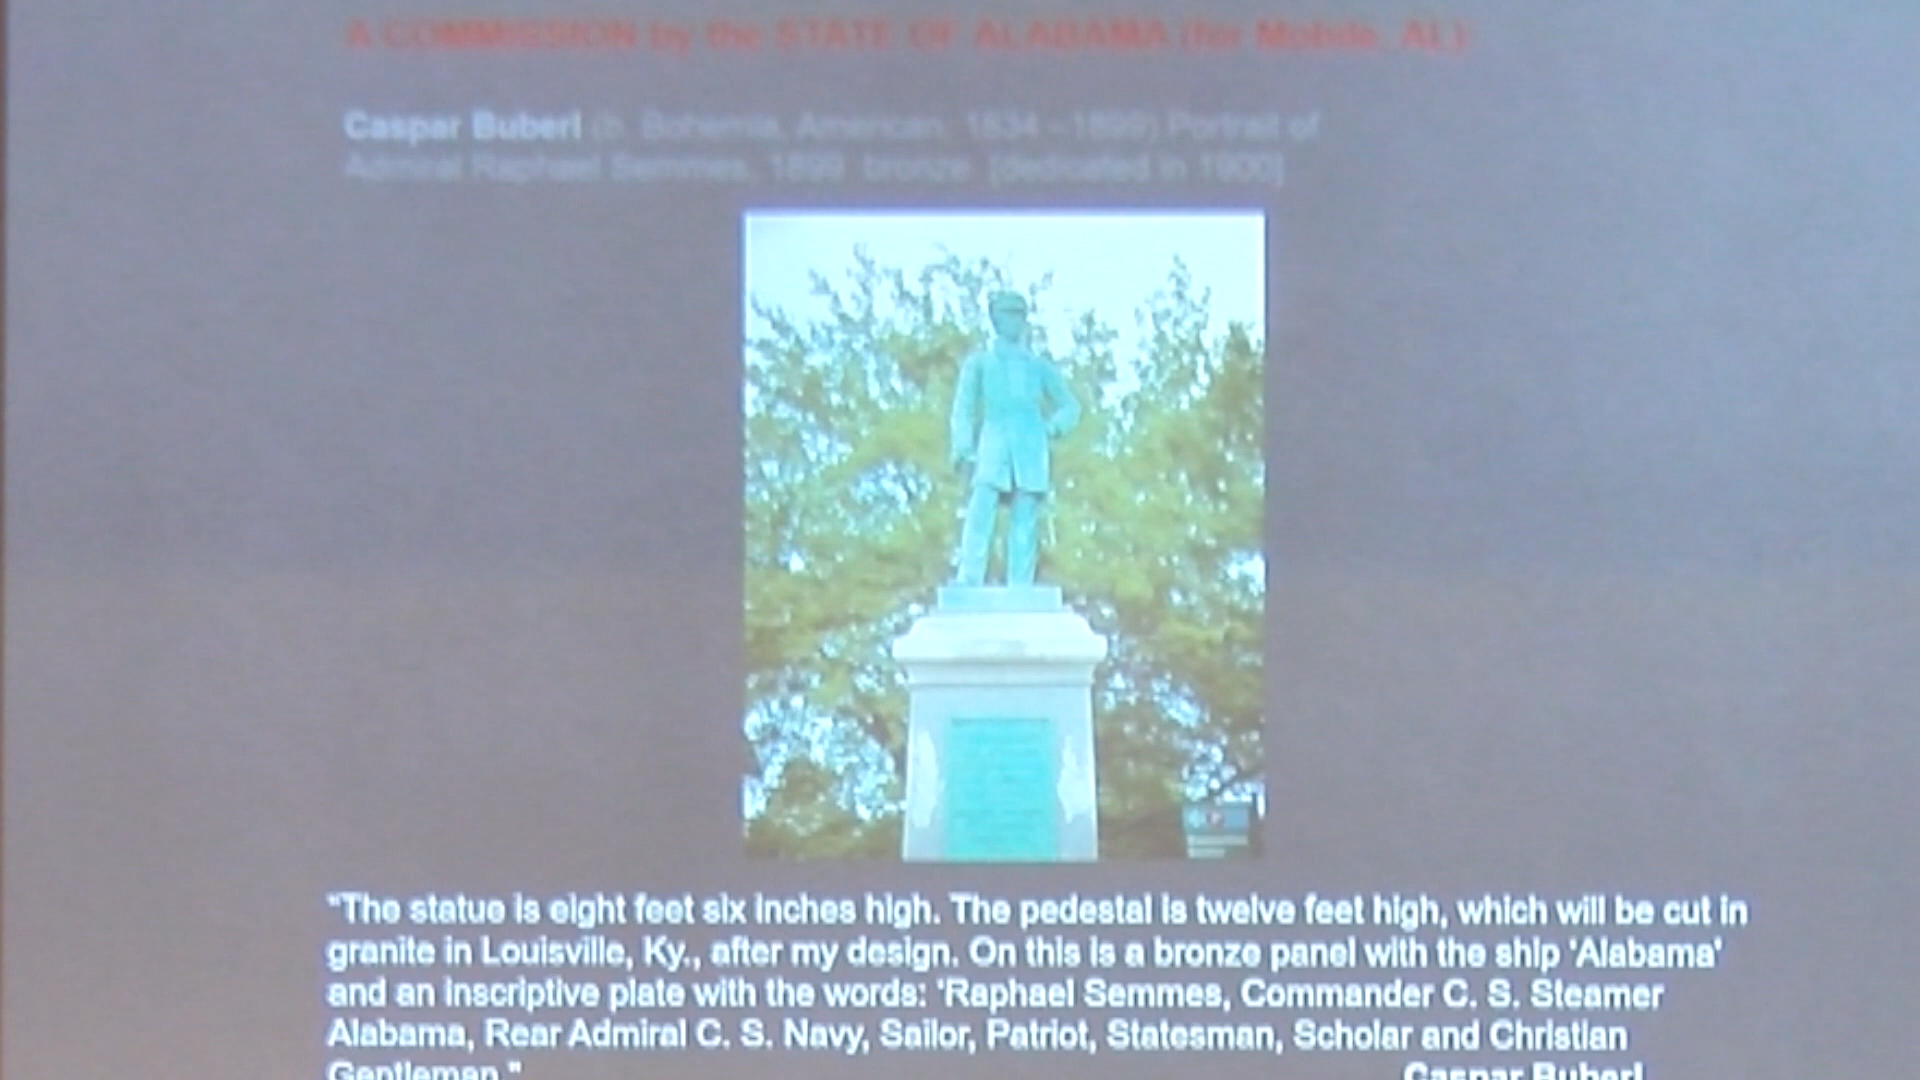 A COMMISSION by the STATE OF ALABAMA (for Mobile, AL)
Caspar Buberl (b. Bohemia, American, 1834 –1899) Portrait of
Admiral Raphael Semmes, 1899 bronze [dedicated in 1900]
"The statue is eight feet six inches high. The pedestal is twelve feet high, which will be cut in
granite in Louisville, Ky., after my design. On this is a bronze panel with the ship 'Alabama'
and an inscriptive plate with the words: 'Raphael Semmes, Commander C. S. Steamer
Alabama, Rear Admiral C. S. Navy, Sailor, Patriot, Statesman, Scholar and Christian
Gentleman." Caspar Buberl